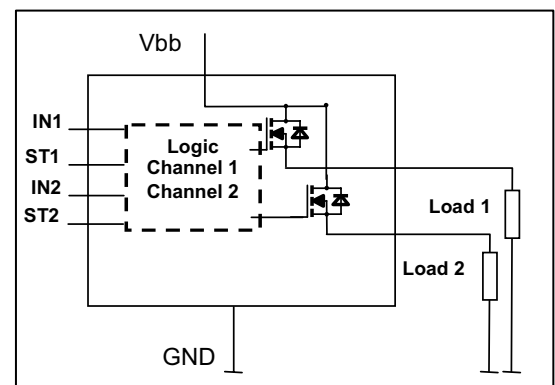 Vbb
IN1
ST1
IN2
ST2
Logic
Channel 1
Channel 2
Load 1
Load 2
GND